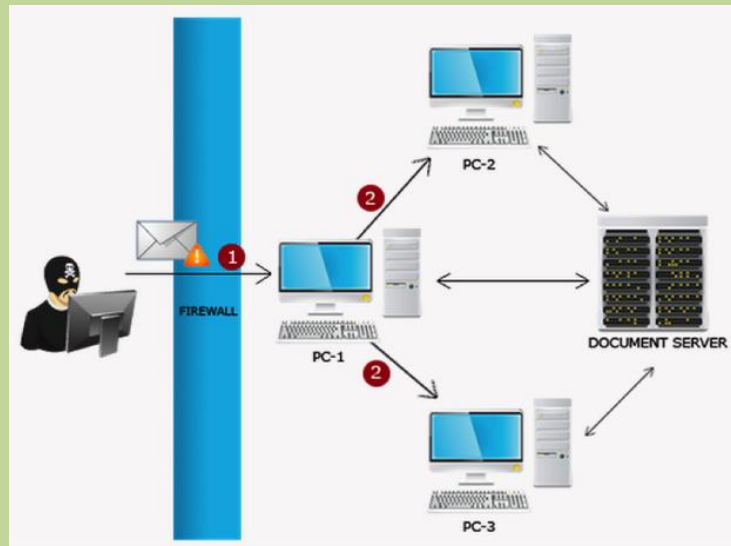 PC-2
2
1
FIREWALL
PC-1
DOCUMENT SERVER
2
PC-3